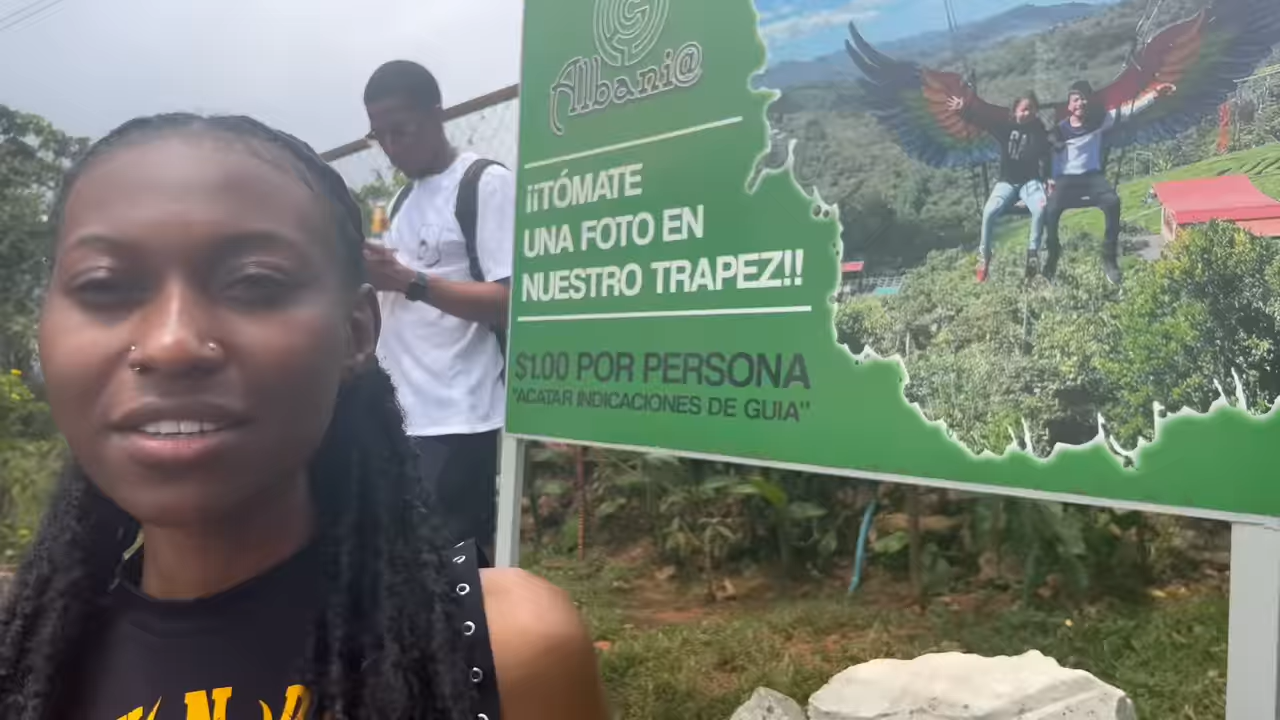 Albani@
¡¡TÓMATE
UNA FOTO EN
NUESTRO TRAPEZ!!
$1.00 POR PERSONA
"ACATAR INDICACIONES DE GUIA"